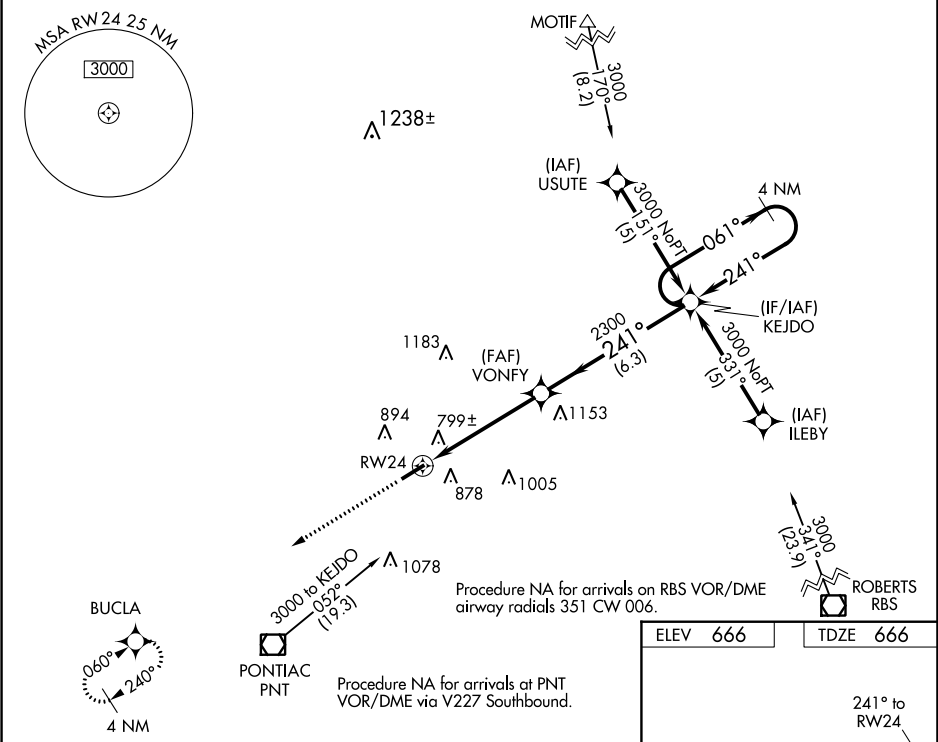 MSA RW24 25 NM
3000
MOTIF
3000
170°
(8.2)
1238±
(IAF)
USUTE
3000 NoPT
151°
(5)
4 NM
061°
241°
(IF/IAF)
KEJDO
2300
241°
(6.3)
1183
(FAF)
VONFY
3000 NoPT
331°
(5)
1153
(IAF)
ILEBY
894
799±
RW24
878
1005
3000
341°
(23.9)
1078
3000 to KEJDO
052°
(19.3)
Procedure NA for arrivals on RBS VOR/DME
airway radials 351 CW 006.
ROBERTS
RBS
BUCLA
060°
240°
4 NM
PONTIAC
PNT
Procedure NA for arrivals at PNT
VOR/DME via V227 Southbound.
ELEV 666
TDZE 666
241° to
RW24